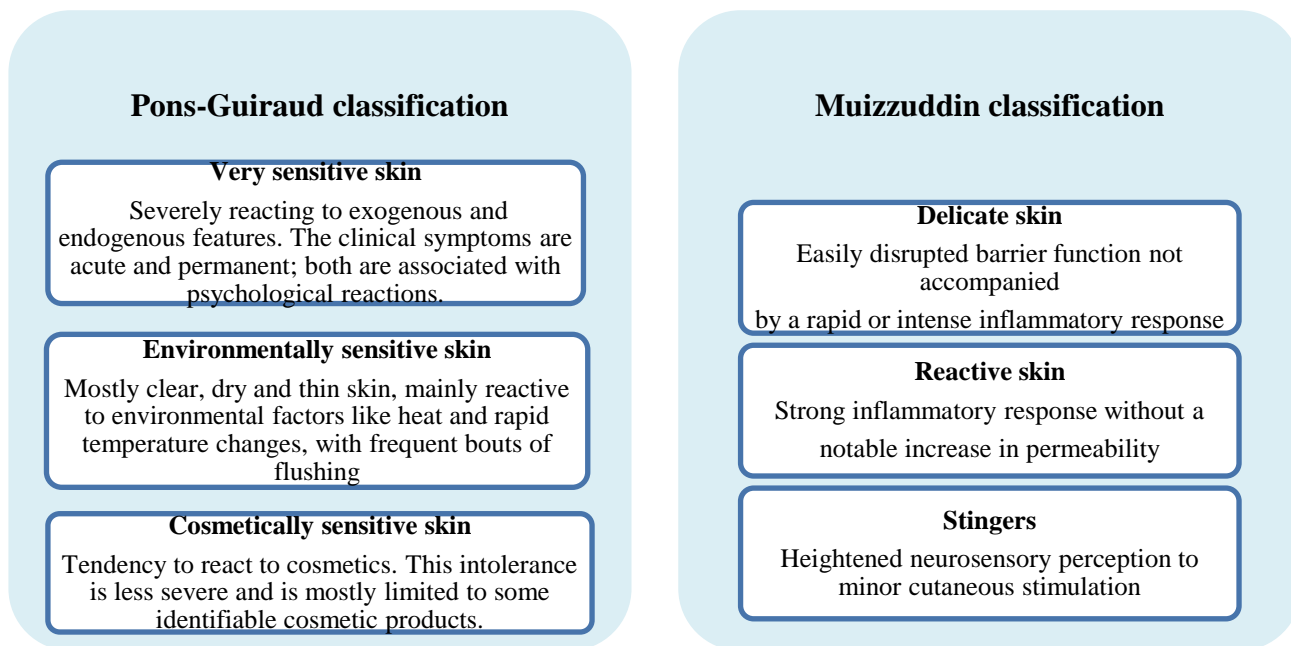 Pons-Guiraud classification
Very sensitive skin
Severely reacting to exogenous and
endogenous features. The clinical symptoms are
acute and permanent; both are associated with
psychological reactions.
Environmentally sensitive skin
Mostly clear, dry and thin skin, mainly reactive
to environmental factors like heat and rapid
temperature changes, with frequent bouts of
flushing
Cosmetically sensitive skin
Tendency to react to cosmetics. This intolerance
is less severe and is mostly limited to some
identifiable cosmetic products.
Muizzuddin classification
Delicate skin
Easily disrupted barrier function not
accompanied
by a rapid or intense inflammatory response
Reactive skin
Strong inflammatory response without a
notable increase in permeability
Stingers
Heightened neurosensory perception to
minor cutaneous stimulation